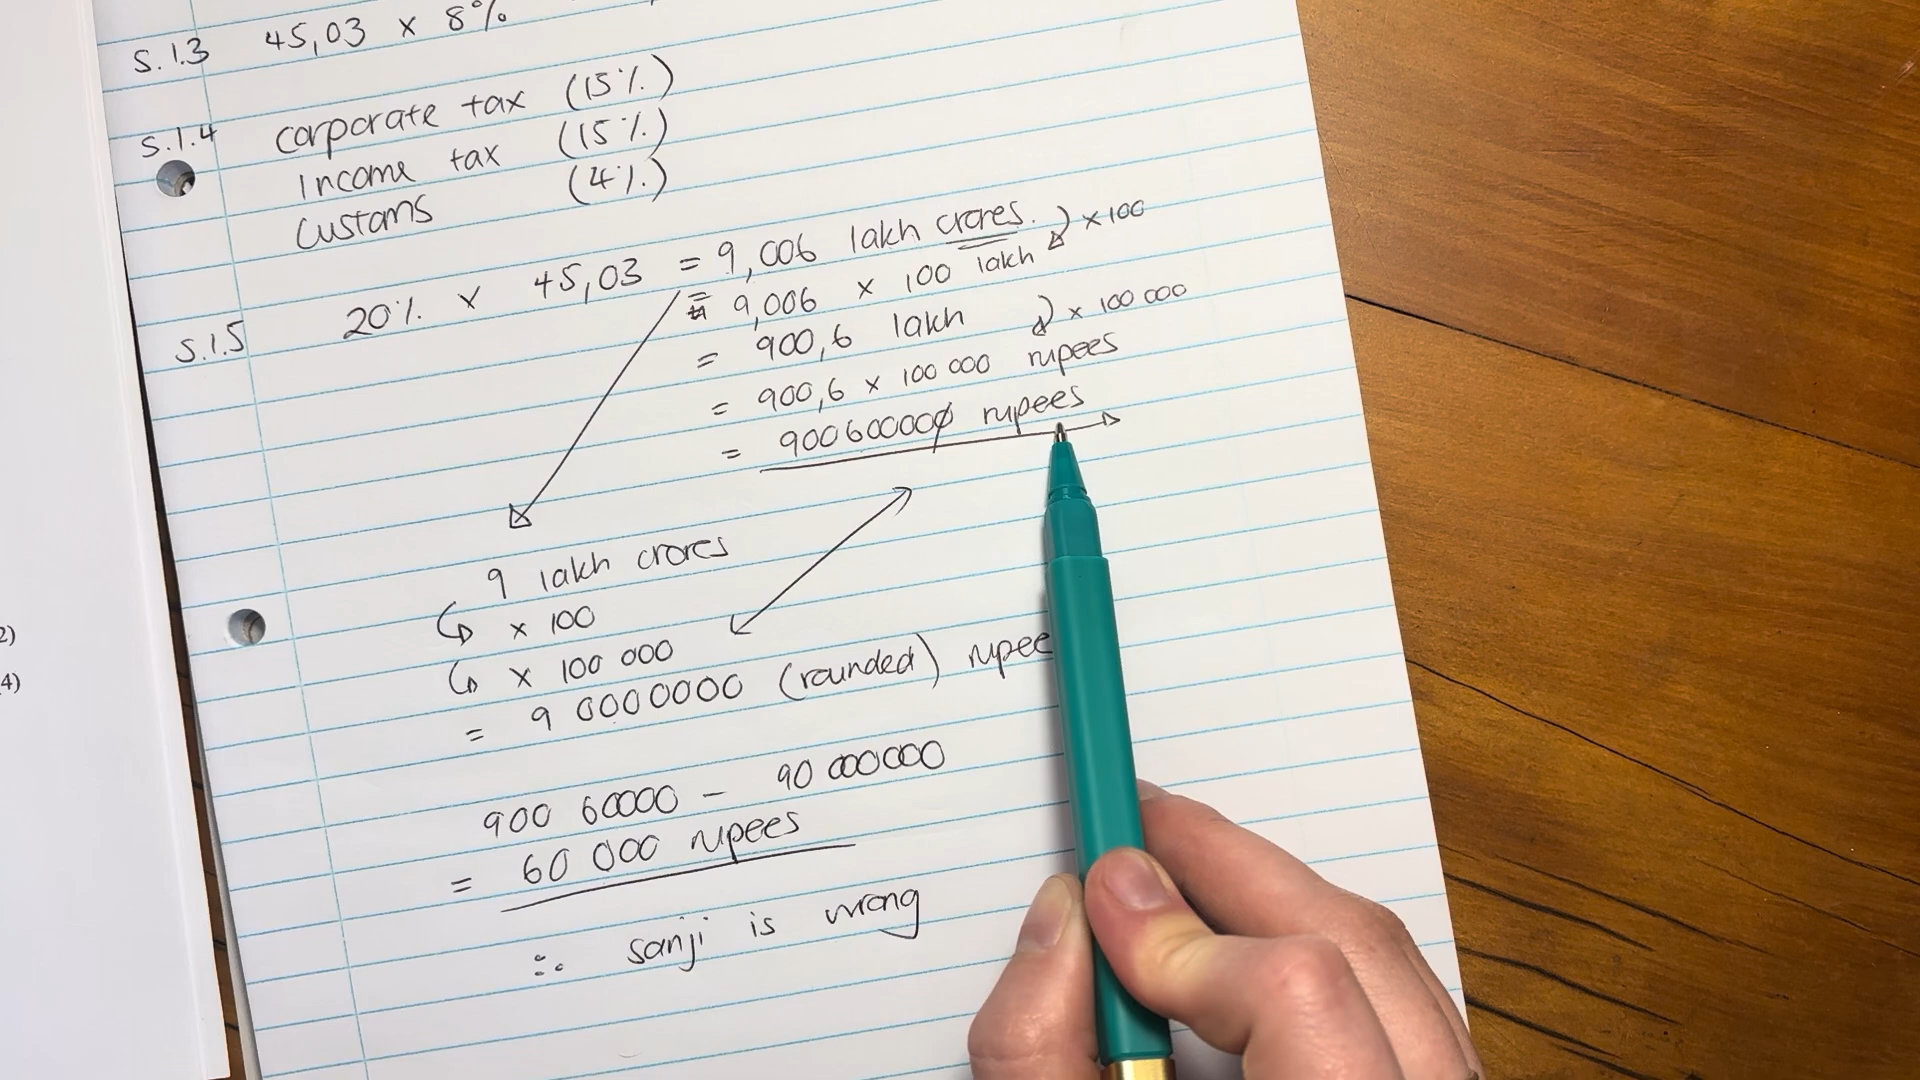 S.1.3 45,03 x 8%
S.1.4 corporate tax (15%)
Income tax (15%)
Customs (4%)
S.1.5 20% x 45,03 = 9,006 lakh crores. x 100
= 9,006 x 100 lakh
= 900,6 lakh x 100 000
= 900,6 x 100 000 rupees
= 900600000 rupees
9 lakh crores
x 100
x 100 000
= 9 0000000 (rounded) rupee
900 60000 - 90 000000
= 60 000 rupees
∴ sanji is wrong
2)
4)